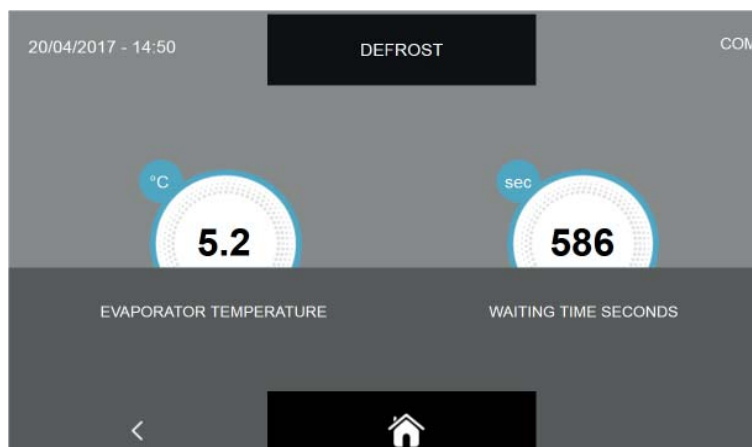 20/04/2017 - 14:50
DEFROST
COM
°C
sec
5.2
586
EVAPORATOR TEMPERATURE
WAITING TIME SECONDS